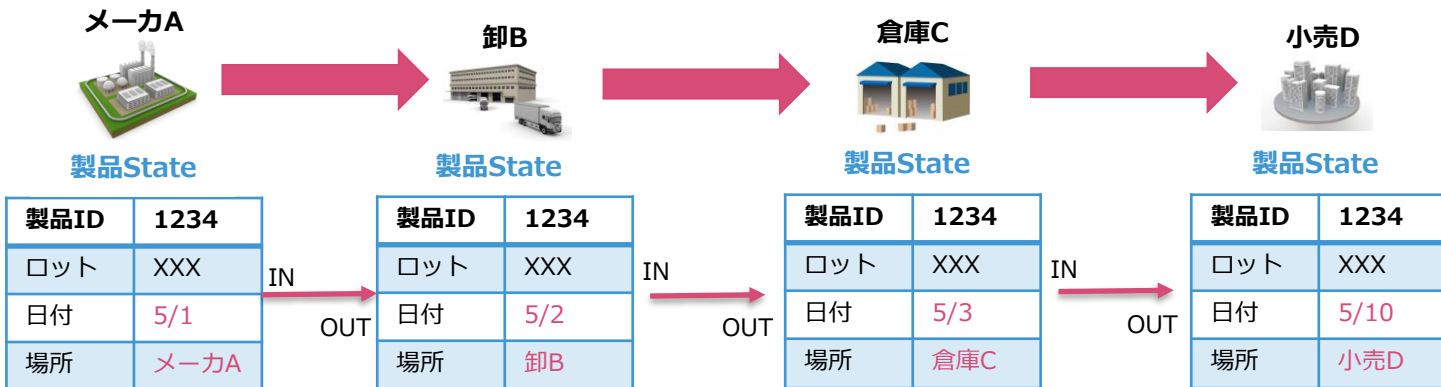 メーカA
卸B
倉庫C
小売D
製品State
製品State
製品State
製品State
製品ID 1234
ロット XXX
日付 5/1
場所 メーカA
IN
OUT
製品ID 1234
ロット XXX
日付 5/2
場所 卸B
IN
OUT
製品ID 1234
ロット XXX
日付 5/3
場所 倉庫C
IN
OUT
製品ID 1234
ロット XXX
日付 5/10
場所 小売D